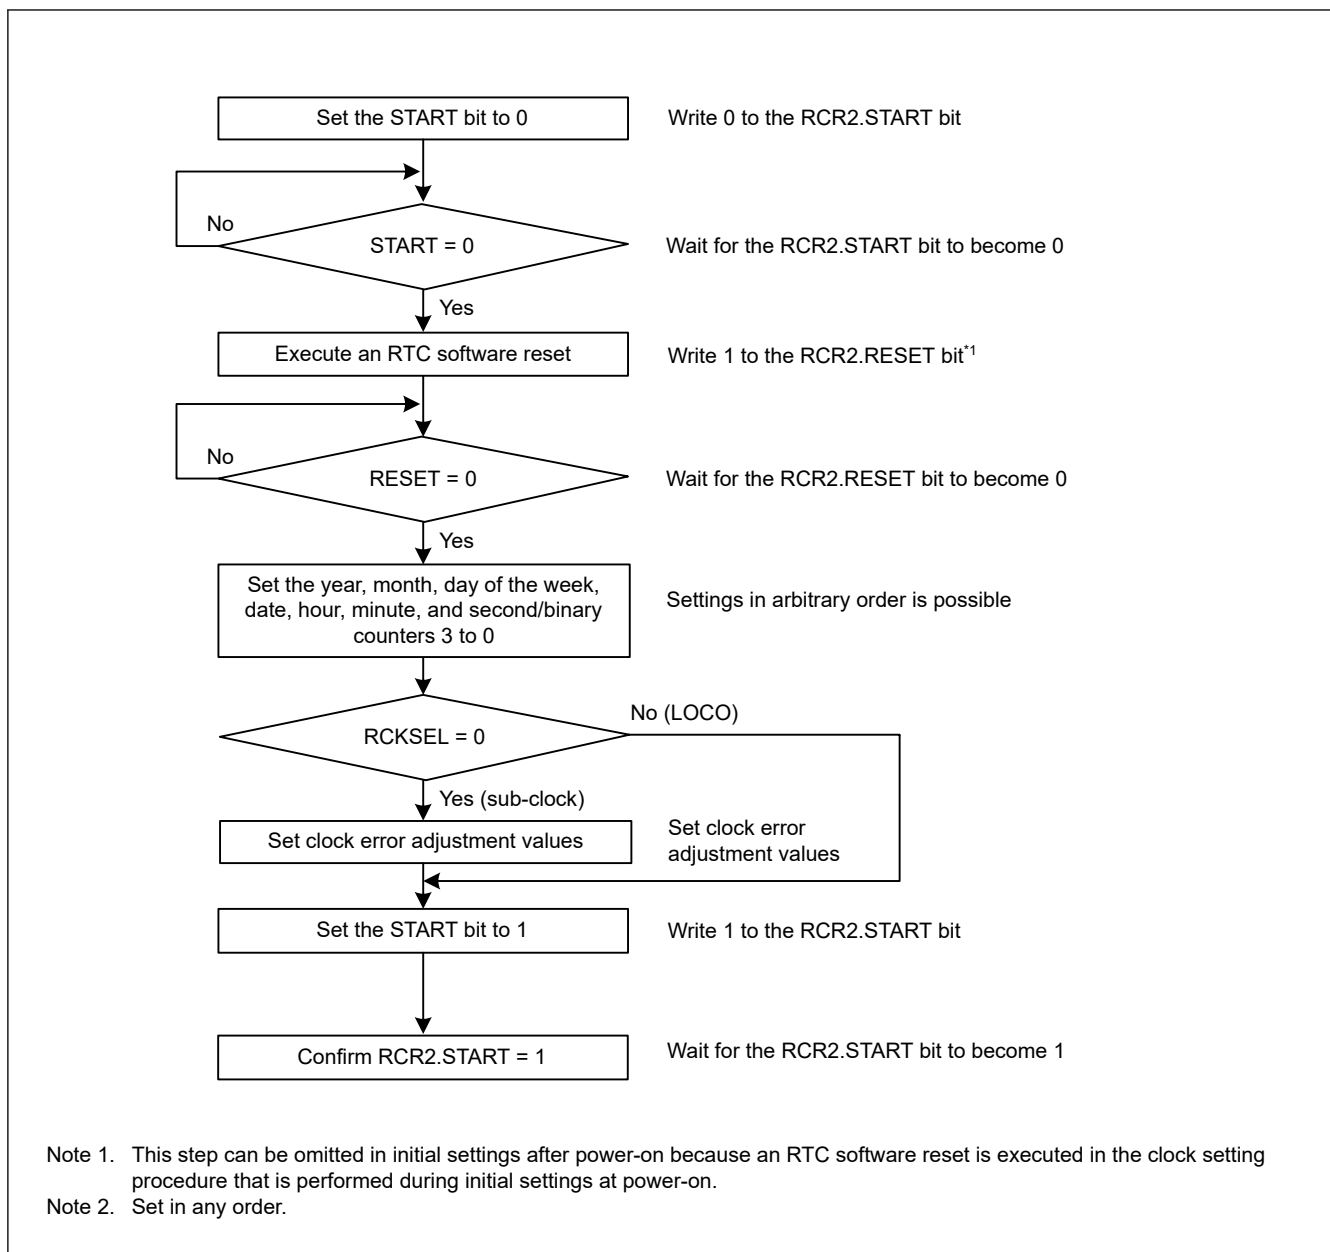 Set the START bit to 0
Write 0 to the RCR2.START bit
No
START = 0
Wait for the RCR2.START bit to become 0
Yes
Execute an RTC software reset
Write 1 to the RCR2.RESET bit*1
No
RESET = 0
Wait for the RCR2.RESET bit to become 0
Yes
Set the year, month, day of the week,
date, hour, minute, and second/binary
counters 3 to 0
Settings in arbitrary order is possible
No (LOCO)
RCKSEL = 0
Yes (sub-clock)
Set clock error adjustment values
Set clock error
adjustment values
Set the START bit to 1
Write 1 to the RCR2.START bit
Confirm RCR2.START = 1
Wait for the RCR2.START bit to become 1
Note 1. This step can be omitted in initial settings after power-on because an RTC software reset is executed in the clock setting
procedure that is performed during initial settings at power-on.
Note 2. Set in any order.